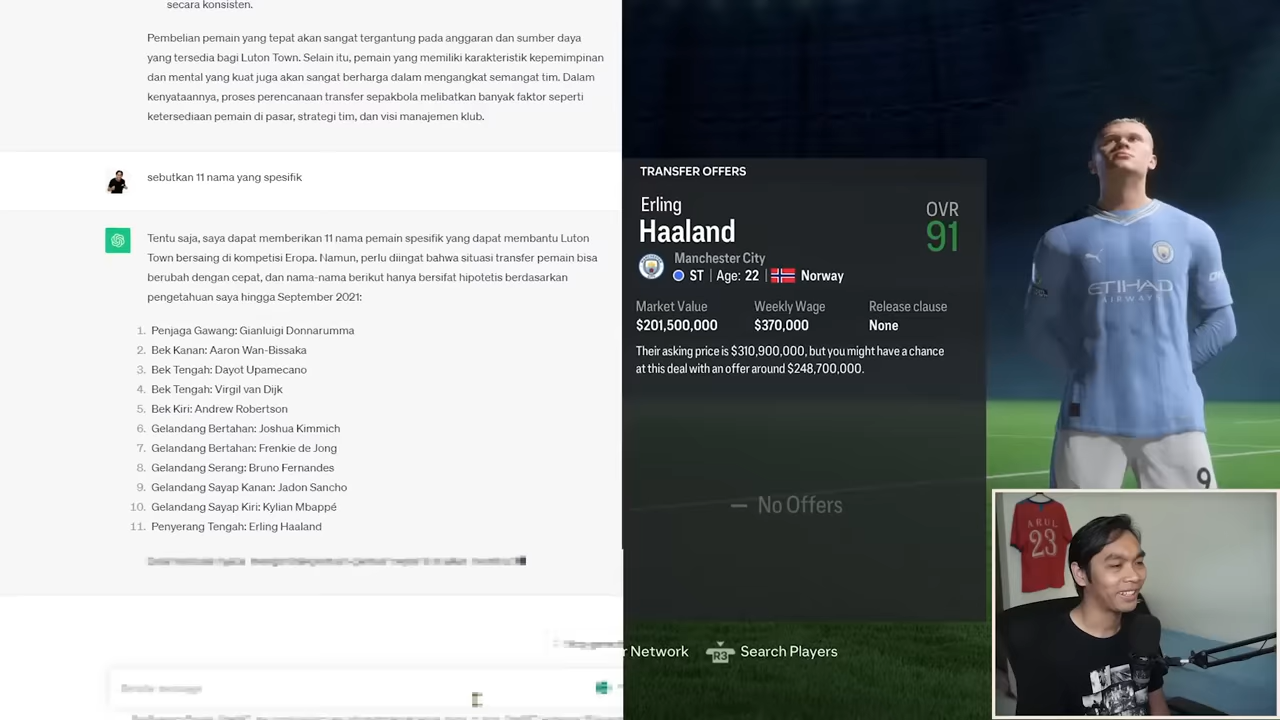 secara konsisten.
Pembelian pemain yang tepat akan sangat tergantung pada anggaran dan sumber daya
yang tersedia bagi Luton Town. Selain itu, pemain yang memiliki karakteristik kepemimpinan
dan mental yang kuat juga akan sangat berharga dalam mengangkat semangat tim. Dalam
kenyataannya, proses perencanaan transfer sepakbola melibatkan banyak faktor seperti
ketersediaan pemain di pasar, strategi tim, dan visi manajemen klub.
sebutkan 11 nama yang spesifik
Tentu saja, saya dapat memberikan 11 nama pemain spesifik yang dapat membantu Luton
Town bersaing di kompetisi Eropa. Namun, perlu diingat bahwa situasi transfer pemain bisa
berubah dengan cepat, dan nama-nama berikut hanya bersifat hipotetis berdasarkan
pengetahuan saya hingga September 2021:
1. Penjaga Gawang: Gianluigi Donnarumma
2. Bek Kanan: Aaron Wan-Bissaka
3. Bek Tengah: Dayot Upamecano
4. Bek Tengah: Virgil van Dijk
5. Bek Kiri: Andrew Robertson
6. Gelandang Bertahan: Joshua Kimmich
7. Gelandang Bertahan: Frenkie de Jong
8. Gelandang Serang: Bruno Fernandes
9. Gelandang Sayap Kanan: Jadon Sancho
10. Gelandang Sayap Kiri: Kylian Mbappé
11. Penyerang Tengah: Erling Haaland
TRANSFER OFFERS
Erling
Haaland
OVR
91
Manchester City
ST | Age: 22 | Norway
Market Value Weekly Wage Release clause
$201,500,000 $370,000 None
Their asking price is $310,900,000, but you might have a chance
at this deal with an offer around $248,700,000.
— No Offers
r Network R3 Search Players
ETIHAD
AIRWAYS
9
ARUL
23